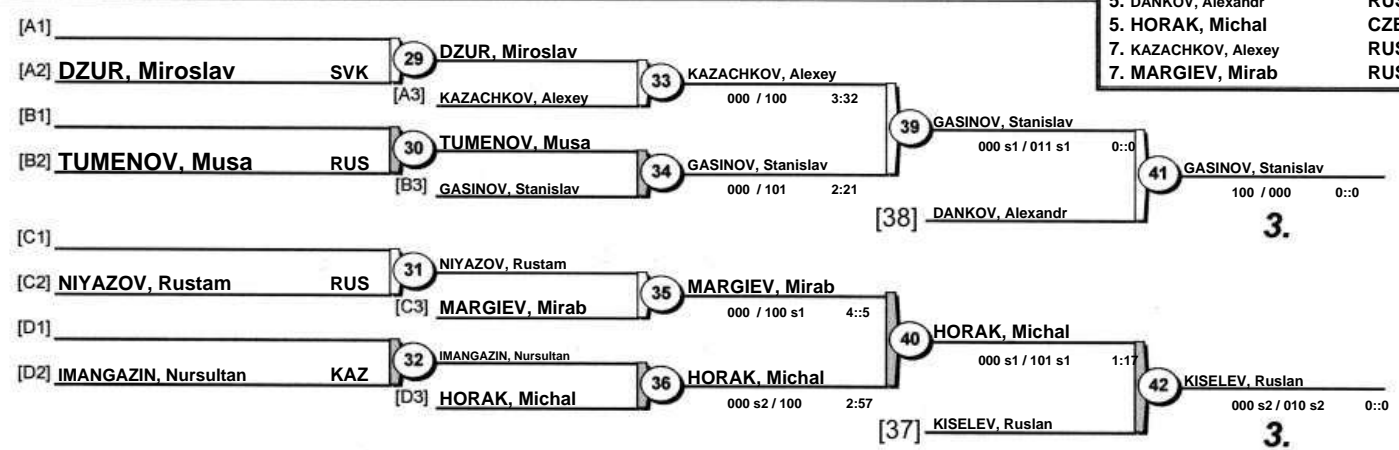 5. DANKOV, Alexandr RUS
5. HORAK, Michal CZE
7. KAZACHKOV, Alexey RUS
7. MARGIEV, Mirab RUS
[A1]
[A2] DZUR, Miroslav SVK
29
DZUR, Miroslav
[A3] KAZACHKOV, Alexey
33
KAZACHKOV, Alexey
000 / 100 3:32
[B1]
[B2] TUMENOV, Musa RUS
30
TUMENOV, Musa
[B3] GASINOV, Stanislav
34
GASINOV, Stanislav
000 / 101 2:21
39
GASINOV, Stanislav
000 s1 / 011 s1 0::0
[38] DANKOV, Alexandr
41
GASINOV, Stanislav
100 / 000 0::0
3.
[C1]
[C2] NIYAZOV, Rustam RUS
31
NIYAZOV, Rustam
[C3] MARGIEV, Mirab
35
MARGIEV, Mirab
000 / 100 s1 4::5
[D1]
[D2] IMANGAZIN, Nursultan KAZ
32
IMANGAZIN, Nursultan
[D3] HORAK, Michal
36
HORAK, Michal
000 s2 / 100 2:57
40
HORAK, Michal
000 s1 / 101 s1 1:17
[37] KISELEV, Ruslan
42
KISELEV, Ruslan
000 s2 / 010 s2 0::0
3.